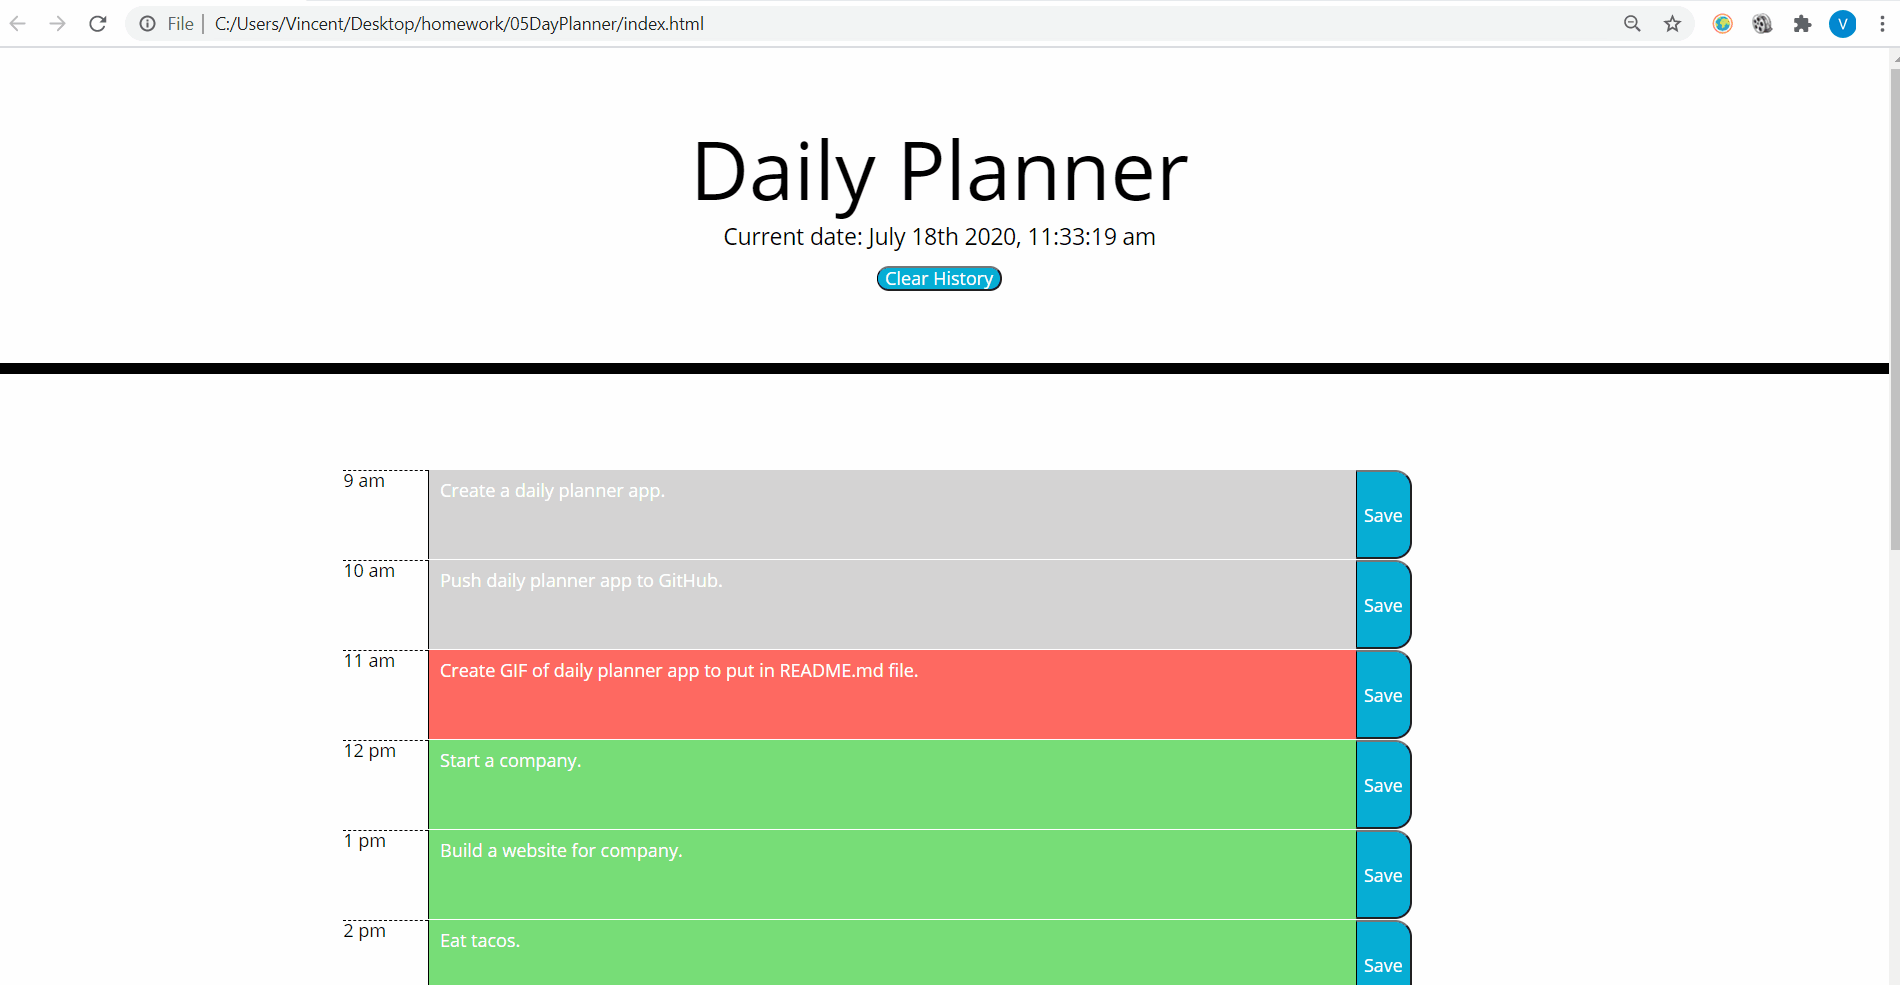 File | C:/Users/Vincent/Desktop/homework/05DayPlanner/index.html
V
Daily Planner
Current date: July 18th 2020, 11:33:19 am
Clear History
9 am
Create a daily planner app.
Save
10 am
Push daily planner app to GitHub.
Save
11 am
Create GIF of daily planner app to put in README.md file.
Save
12 pm
Start a company.
Save
1 pm
Build a website for company.
Save
2 pm
Eat tacos.
Save